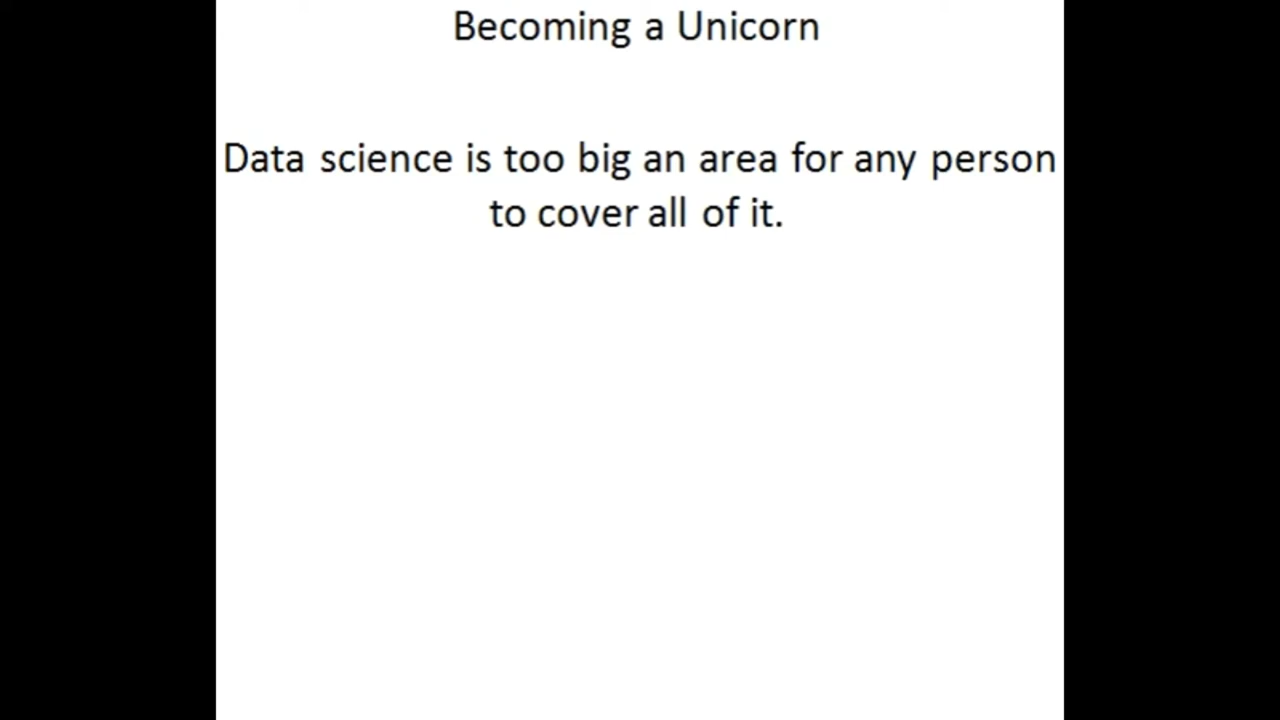 Becoming a Unicorn
Data science is too big an area for any person
to cover all of it.